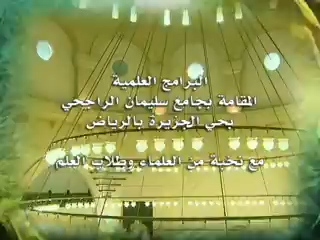 البرامج العلمية
المقامة بجامع سليمان الراجحي
بحي الجزيرة بالرياض
مع نخبة من العلماء وطلاب العلم